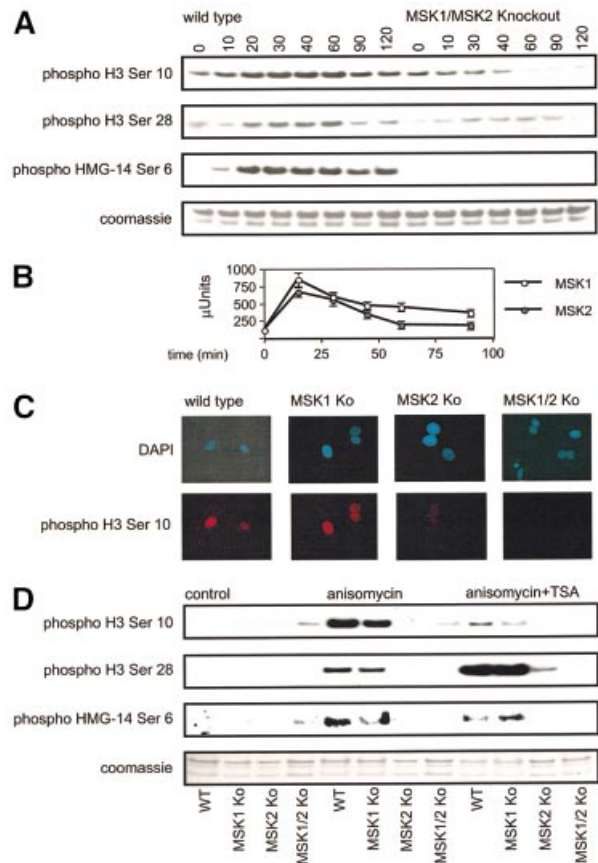 A
wild type MSK1/MSK2 Knockout
0 10 20 30 40 60 90 120 0 10 30 40 60 90 120
phospho H3 Ser 10
phospho H3 Ser 28
phospho HMG-14 Ser 6
coomassie
B
µUnits
1000
750
500
250
MSK1
MSK2
time (min) 0 25 50 75 100
C
wild type MSK1 Ko MSK2 Ko MSK1/2 Ko
DAPI
phospho H3 Ser 10
D
control anisomycin anisomycin+TSA
phospho H3 Ser 10
phospho H3 Ser 28
phospho HMG-14 Ser 6
coomassie
WT MSK1 Ko MSK2 Ko MSK1/2 Ko WT MSK1 Ko MSK2 Ko MSK1/2 Ko WT MSK1 Ko MSK2 Ko MSK1/2 Ko